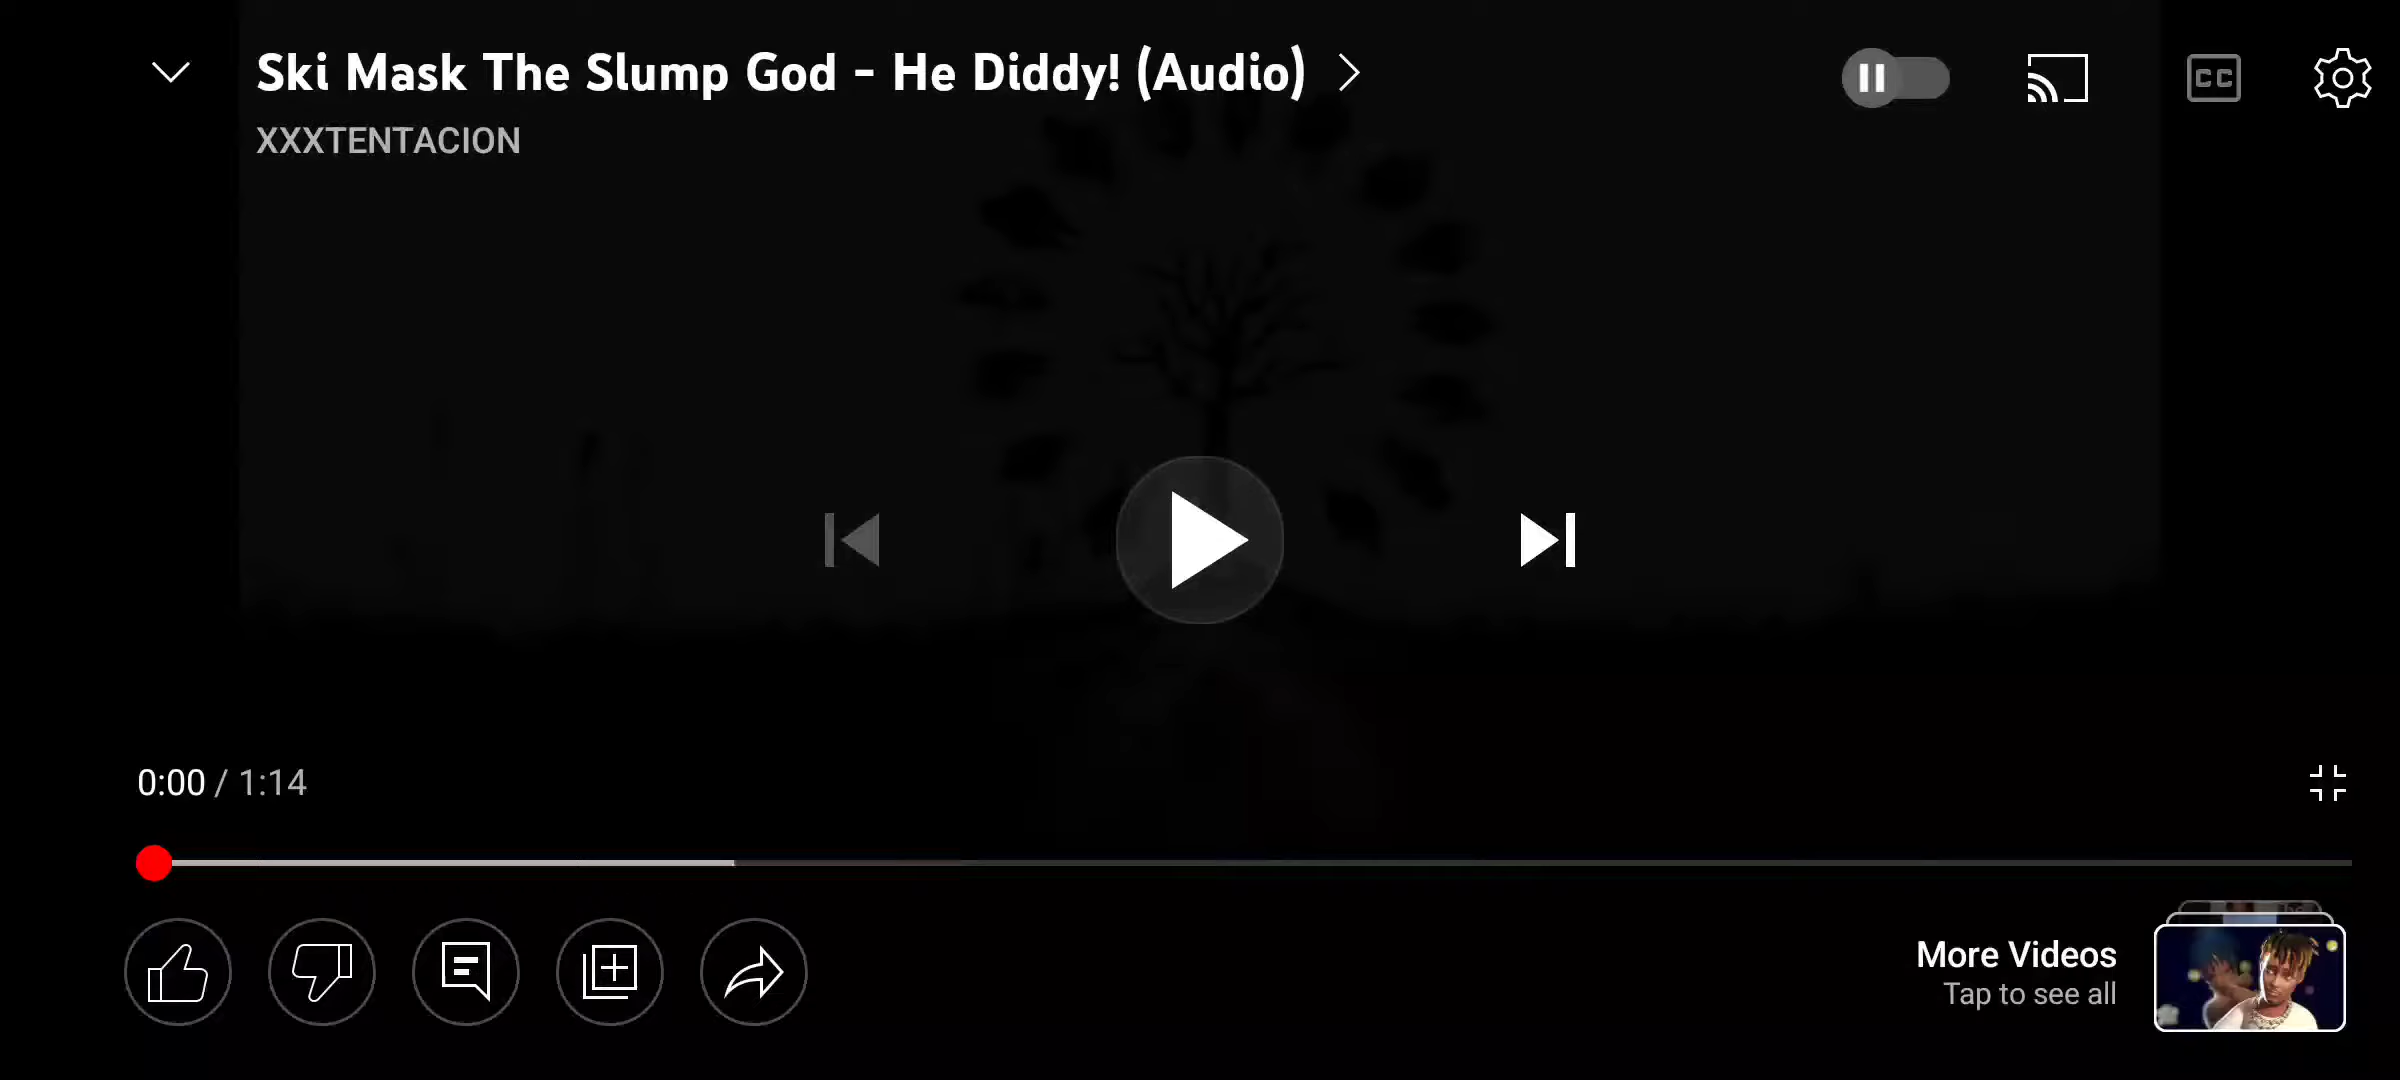 Ski Mask The Slump God - He Diddy! (Audio)
XXXTENTACION
CC
0:00 / 1:14
More Videos
Tap to see all